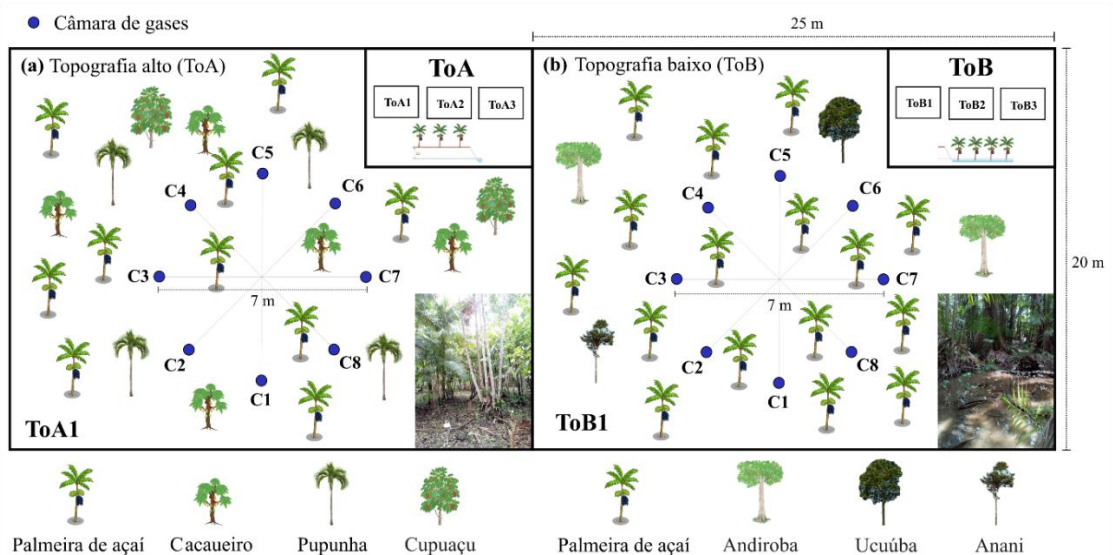 Câmara de gases
25 m
(a) Topografia alto (ToA)
ToA
ToA1 ToA2 ToA3
C5
C4
C6
C3
C7
7 m
C2
C8
C1
ToA1
(b) Topografia baixo (ToB)
ToB
ToB1 ToB2 ToB3
C5
C4
C6
C3
C7
7 m
C2
C8
C1
ToB1
20 m
Palmeira de açaí Cacaueiro Pupunha Cupuaçu Palmeira de açaí Andiroba Ucuúba Anani